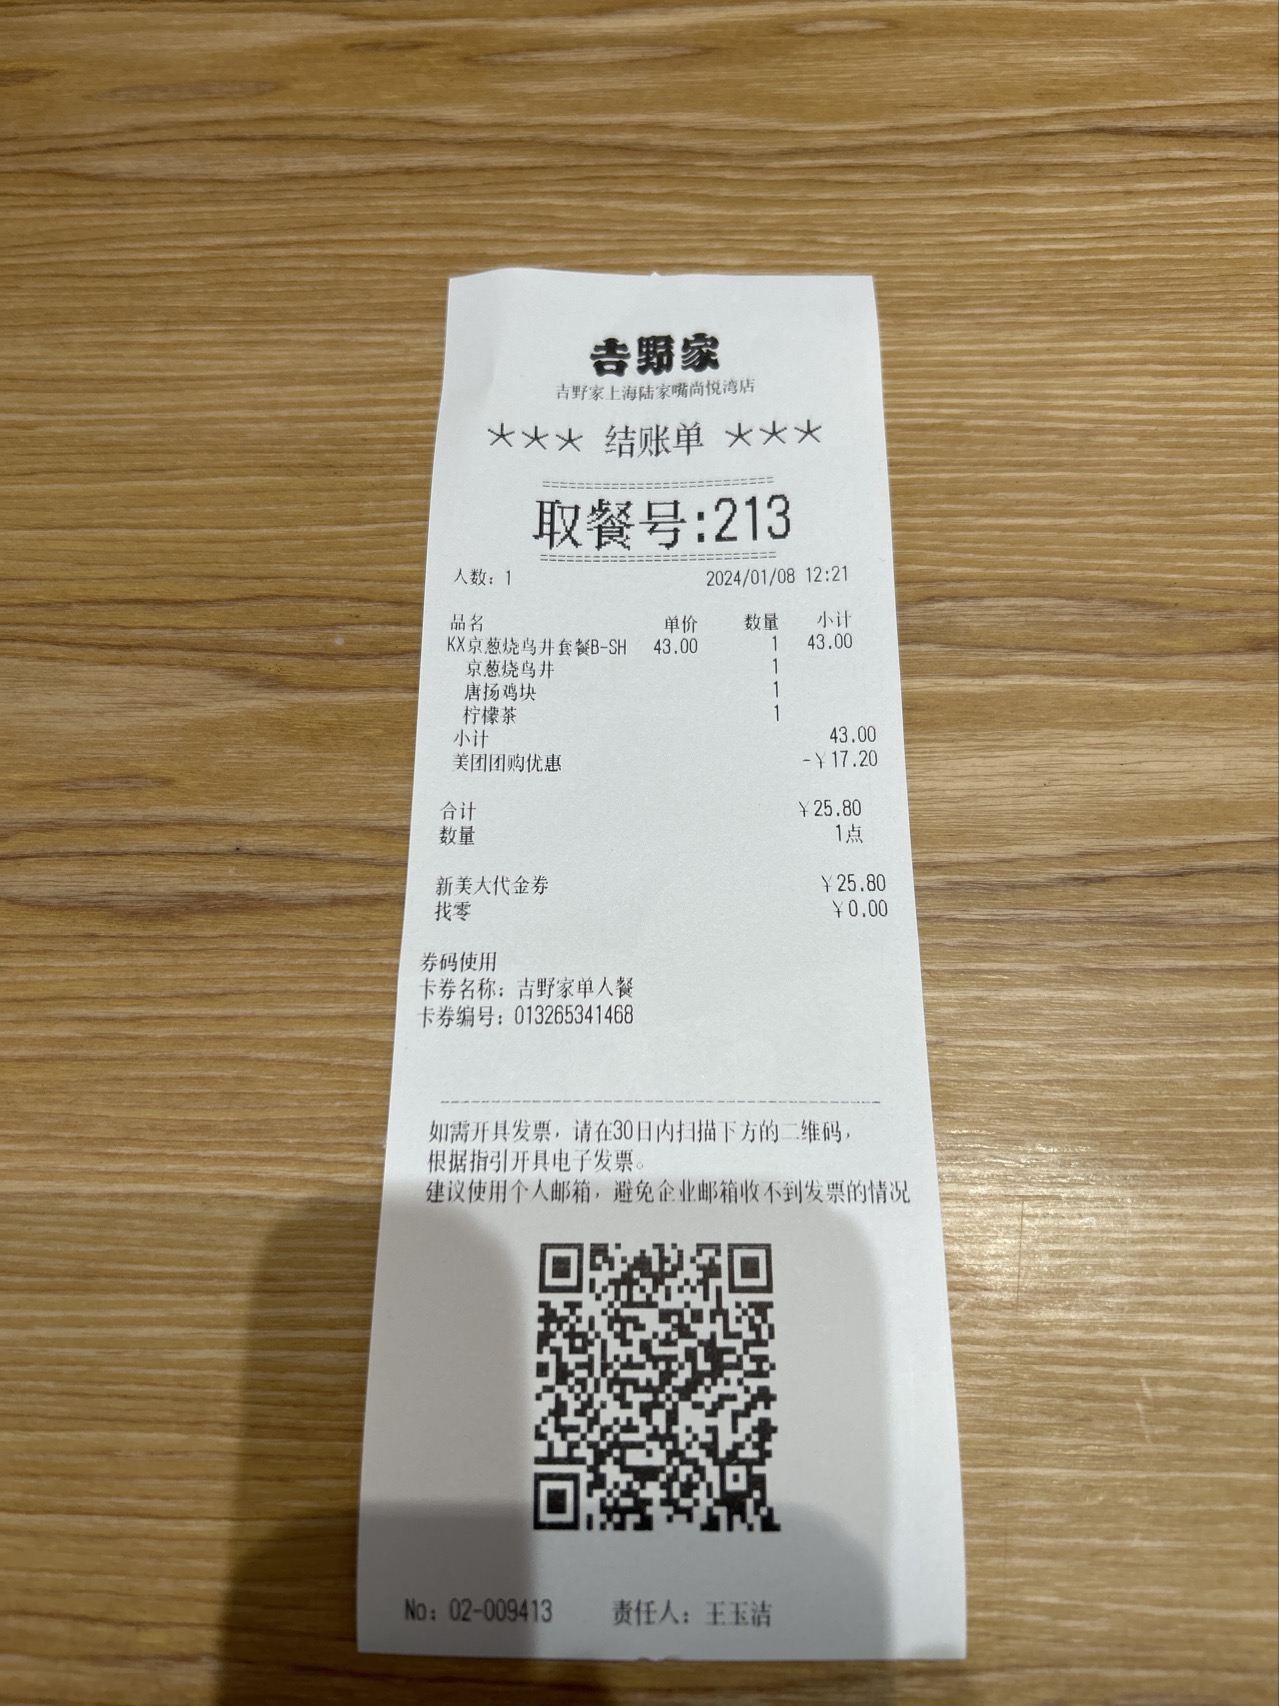 吉野家
吉野家上海陆家嘴尚悦湾店
*** 结账单 ***
============================
取餐号:213
============================
人数：1 2024/01/08 12:21
品名 单价 数量 小计
KX京葱烧鸟丼套餐B-SH 43.00 1 43.00
京葱烧鸟丼 1
唐扬鸡块 1
柠檬茶 1
小计 43.00
美团团购优惠 -￥17.20
合计 ￥25.80
数量 1点
新美大代金券 ￥25.80
找零 ￥0.00
券码使用
卡券名称：吉野家单人餐
卡券编号：013265341468
如需开具发票，请在30日内扫描下方的二维码，
根据指引开具电子发票。
建议使用个人邮箱，避免企业邮箱收不到发票的情况
No：02-009413 责任人：王玉洁